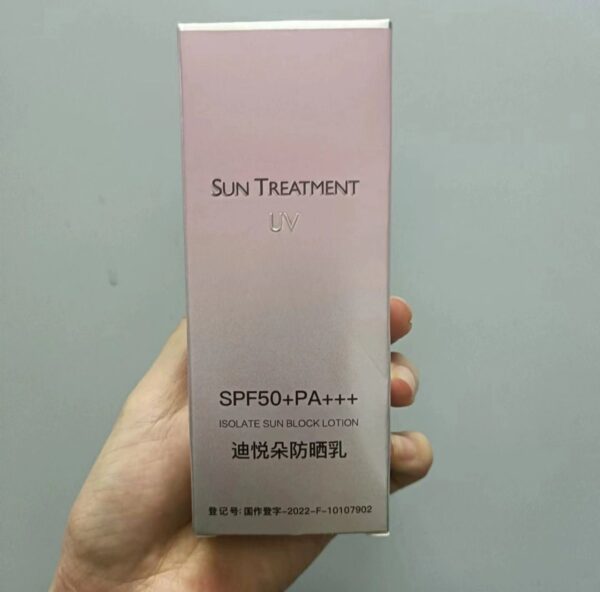 SUN TREATMENT
UV
SPF50+PA+++
ISOLATE SUN BLOCK LOTION
迪悦朵防晒乳
登记号:国作登字-2022-F-10107902